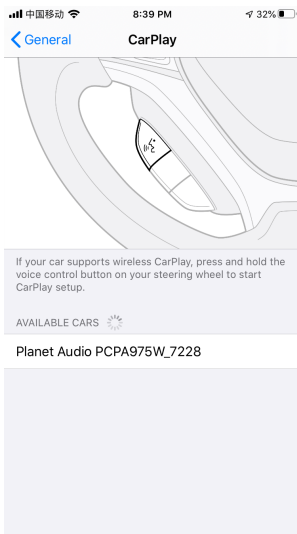 中国移动 8:39 PM 32%
General CarPlay
If your car supports wireless CarPlay, press and hold the
voice control button on your steering wheel to start
CarPlay setup.
AVAILABLE CARS
Planet Audio PCPA975W_7228